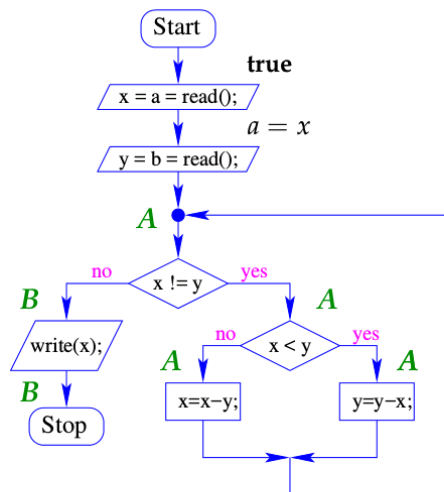 Start
true
x = a = read();
a = x
y = b = read();
A
no
x != y
yes
B
A
write(x);
no
x < y
yes
B
A
A
x=x−y;
y=y−x;
Stop